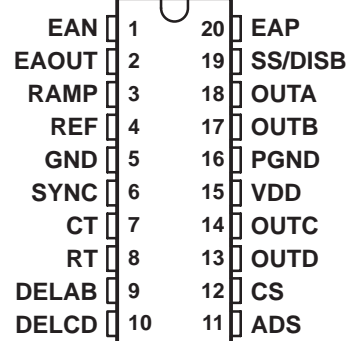 EAN 1 20 EAP
EAOUT 2 19 SS/DISB
RAMP 3 18 OUTA
REF 4 17 OUTB
GND 5 16 PGND
SYNC 6 15 VDD
CT 7 14 OUTC
RT 8 13 OUTD
DELAB 9 12 CS
DELCD 10 11 ADS